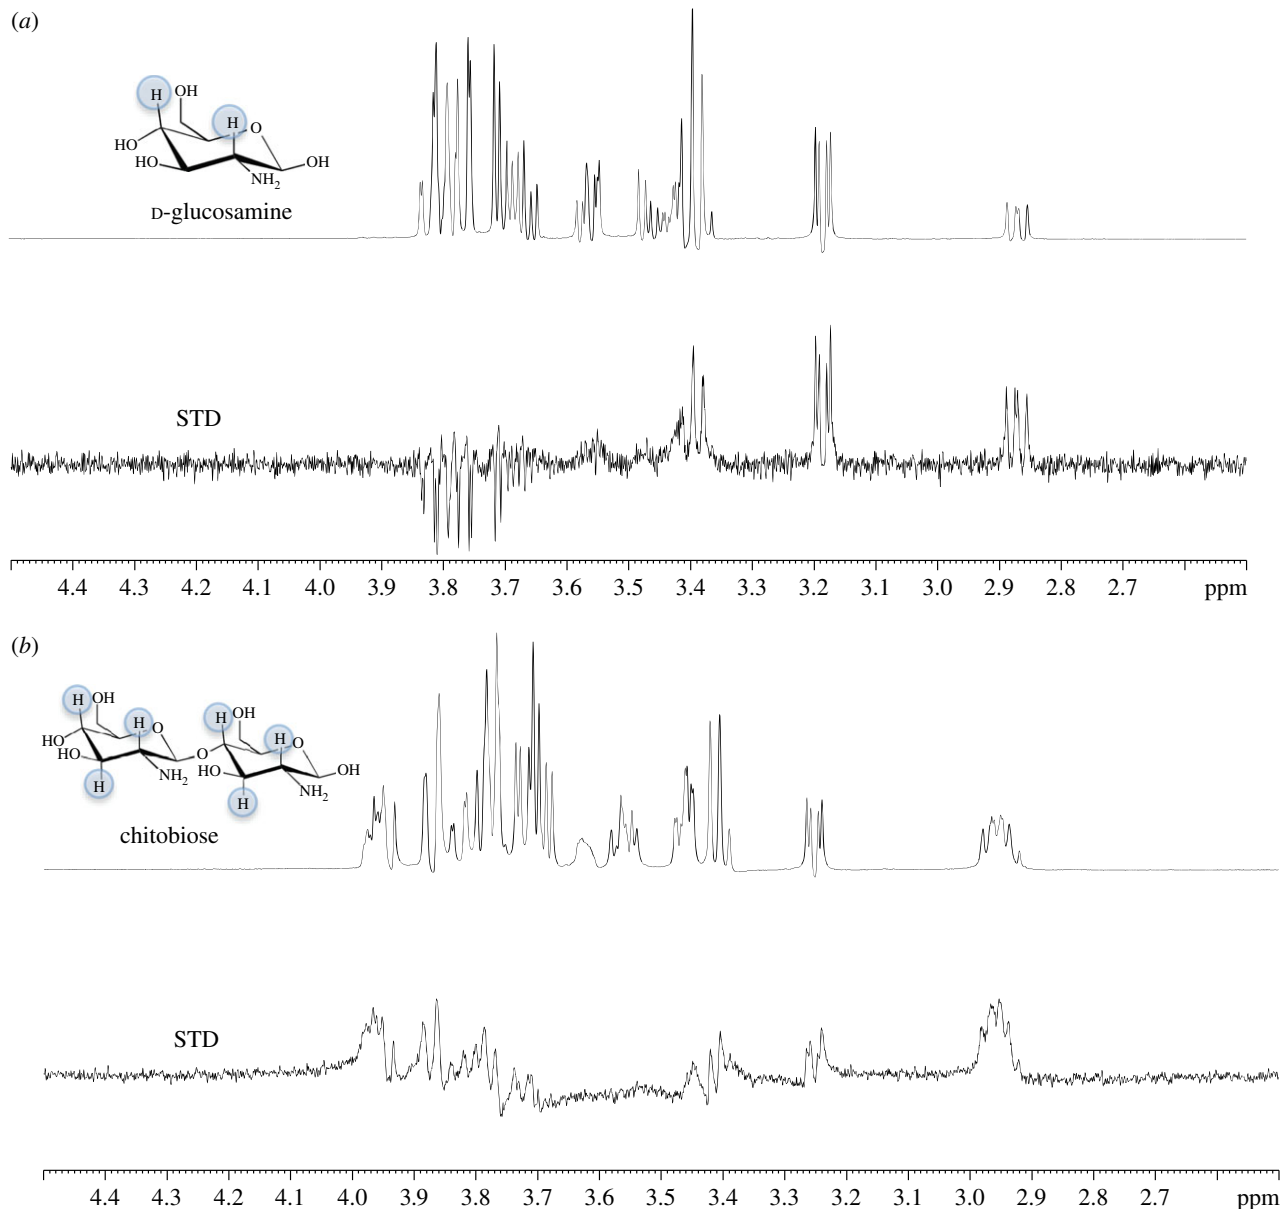 (a)
H OH
H O
HO
HO OH
NH2
D-glucosamine
STD
4.4 4.3 4.2 4.1 4.0 3.9 3.8 3.7 3.6 3.5 3.4 3.3 3.2 3.1 3.0 2.9 2.8 2.7 ppm
(b)
H OH H OH
H O H O
HO O
HO HO OH
NH2 NH2
H H
chitobiose
STD
4.4 4.3 4.2 4.1 4.0 3.9 3.8 3.7 3.6 3.5 3.4 3.3 3.2 3.1 3.0 2.9 2.8 2.7 ppm